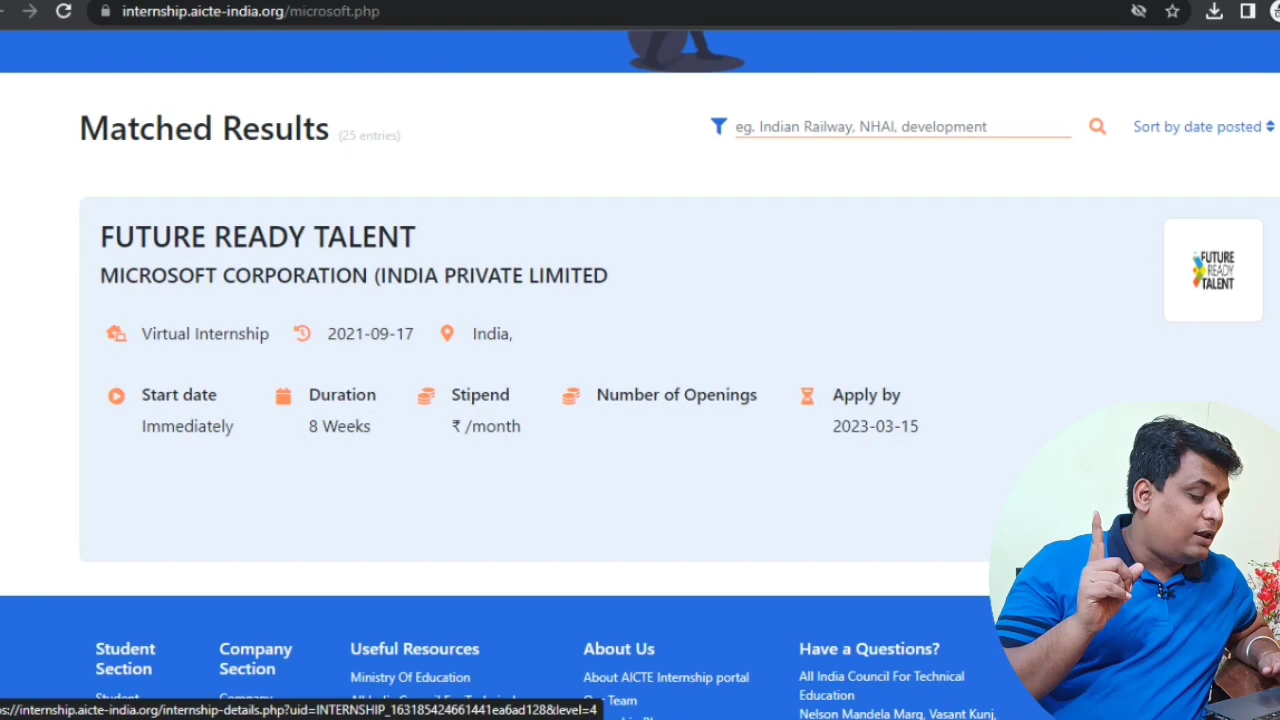 internship.aicte-india.org/microsoft.php
Matched Results (25 entries)
eg. Indian Railway, NHAI, development
Sort by date posted
FUTURE READY TALENT
MICROSOFT CORPORATION (INDIA PRIVATE LIMITED
FUTURE
READY
TALENT
Virtual Internship 2021-09-17 India,
Start date Duration Stipend Number of Openings Apply by
Immediately 8 Weeks ₹ /month 2023-03-15
Student Section
Company Section
Useful Resources
Ministry Of Education
About Us
About AICTE Internship portal
Have a Questions?
All India Council For Technical
Education
Nelson Mandela Marg, Vasant Kunj,
ps://internship.aicte-india.org/internship-details.php?uid=INTERNSHIP_163185424661441ea6ad128&level=4